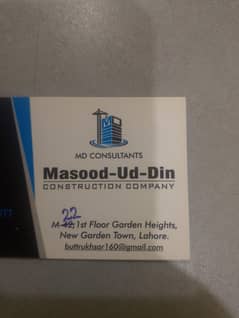 MD CONSULTANTS
Masood-Ud-Din
CONSTRUCTION COMPANY
22
M-42, 1st Floor Garden Heights,
New Garden Town, Lahore.
buttrukhsar160@gmail.com